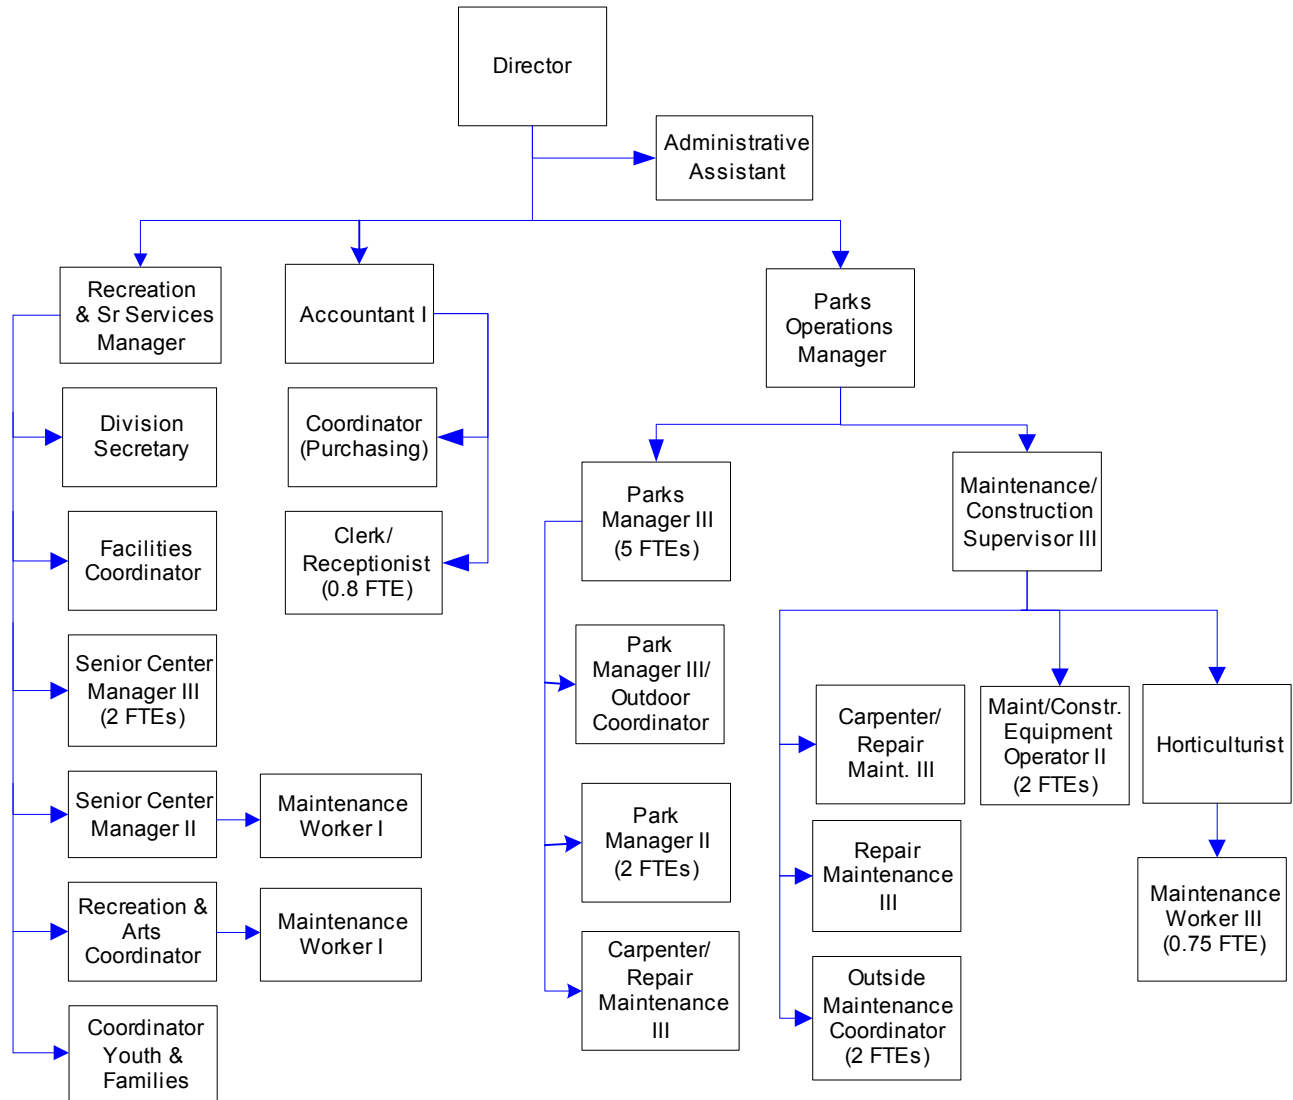 Director
Administrative
Assistant
Recreation
& Sr Services
Manager
Accountant I
Parks
Operations
Manager
Division
Secretary
Coordinator
(Purchasing)
Parks
Manager III
(5 FTEs)
Maintenance/
Construction
Supervisor III
Facilities
Coordinator
Clerk/
Receptionist
(0.8 FTE)
Senior Center
Manager III
(2 FTEs)
Park
Manager III/
Outdoor
Coordinator
Carpenter/
Repair
Maint. III
Maint/Constr.
Equipment
Operator II
(2 FTEs)
Horticulturist
Senior Center
Manager II
Maintenance
Worker I
Park
Manager II
(2 FTEs)
Repair
Maintenance
III
Maintenance
Worker III
(0.75 FTE)
Recreation &
Arts
Coordinator
Maintenance
Worker I
Carpenter/
Repair
Maintenance
III
Outside
Maintenance
Coordinator
(2 FTEs)
Coordinator
Youth &
Families